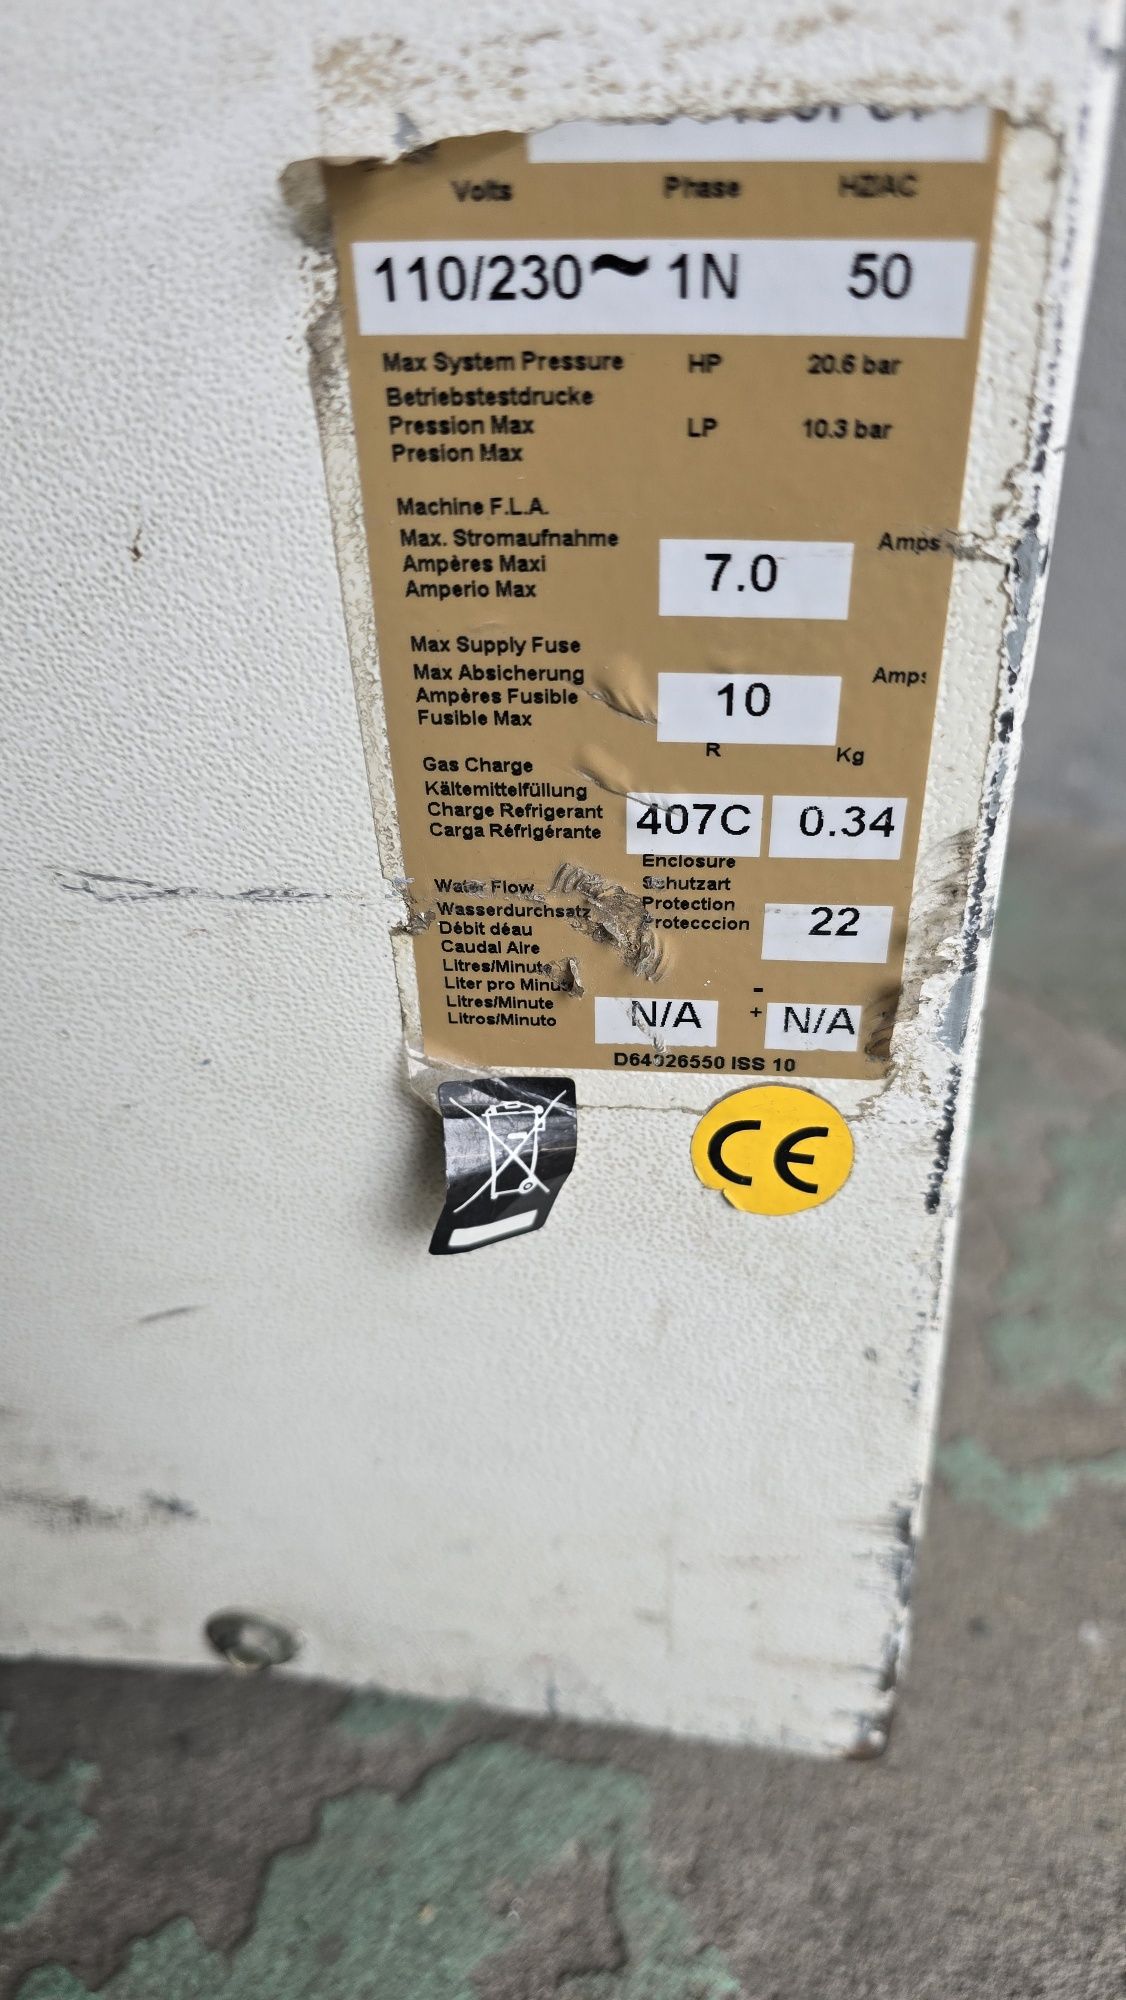 Volts Phase HZ/AC
110/230~ 1N 50
Max System Pressure HP 20.6 bar
Betriebstestdrucke
Pression Max LP 10.3 bar
Presion Max
Machine F.L.A.
Max. Stromaufnahme Amps
Ampères Maxi 7.0
Amperio Max
Max Supply Fuse
Max Absicherung Amps
Ampères Fusible 10
Fusible Max
R Kg
Gas Charge
Kältemittelfüllung
Charge Refrigerant 407C 0.34
Carga Réfrigérante
Enclosure
Water Flow Schutzart
Wasserdurchsatz Protection
Débit déau Protecccion 22
Caudal Aire
Litres/Minute
Liter pro Minut
Litres/Minute N/A - + N/A
Litros/Minuto
D64026550 ISS 10
CE